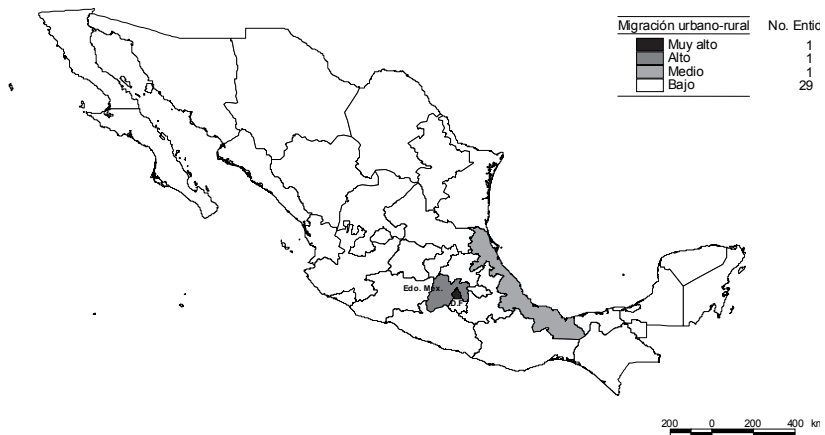 Migración urbano-rural No. Entid
Muy alto 1
Alto 1
Medio 1
Bajo 29
Edo. Mex.
D.F
200 0 200 400 km